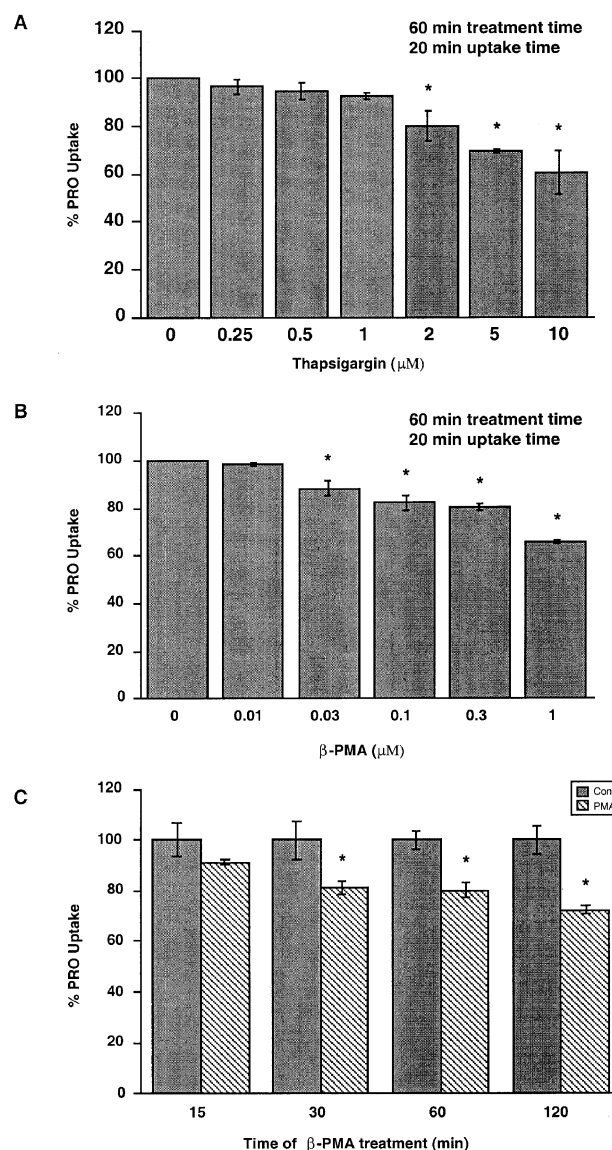 A
60 min treatment time
20 min uptake time
120
100
80
60
40
20
0
% PRO Uptake
* * *
0 0.25 0.5 1 2 5 10
Thapsigargin (μM)
B
60 min treatment time
20 min uptake time
120
100
80
60
40
20
0
% PRO Uptake
* * * *
0 0.01 0.03 0.1 0.3 1
β-PMA (μM)
C
120
100
80
60
40
20
0
% PRO Uptake
Con
PMA
* * *
15 30 60 120
Time of β-PMA treatment (min)